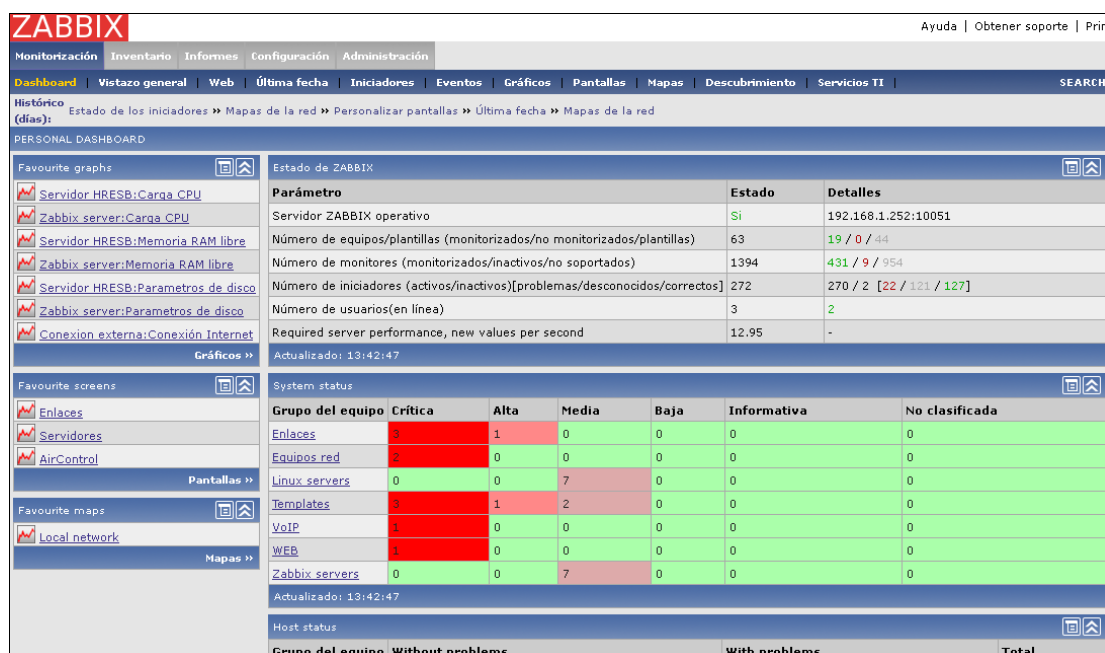 ZABBIX
Ayuda | Obtener soporte |
Monitorización Inventario Informes Configuración Administración
Dashboard | Vistazo general | Web | Última fecha | Iniciadores | Eventos | Gráficos | Pantallas | Mapas | Descubrimiento | Servicios TI | SEARCH
Histórico (días): Estado de los iniciadores » Mapas de la red » Personalizar pantallas » Última fecha » Mapas de la red
PERSONAL DASHBOARD
Favourite graphs
Servidor HRESB:Carga CPU
Zabbix server:Carga CPU
Servidor HRESB:Memoria RAM libre
Zabbix server:Memoria RAM libre
Servidor HRESB:Parametros de disco
Zabbix server:Parametros de disco
Conexion externa:Conexión Internet
Gráficos »
Favourite screens
Enlaces
Servidores
AirControl
Pantallas »
Favourite maps
Local network
Mapas »
Estado de ZABBIX
Parámetro Estado Detalles
Servidor ZABBIX operativo Si 192.168.1.252:10051
Número de equipos/plantillas (monitorizados/no monitorizados/plantillas) 63 19 / 0 / 44
Número de monitores (monitorizados/inactivos/no soportados) 1394 431 / 9 / 954
Número de iniciadores (activos/inactivos)[problemas/desconocidos/correctos] 272 270 / 2 [22 / 121 / 127]
Número de usuarios(en línea) 3 2
Required server performance, new values per second 12.95 -
Actualizado: 13:42:47
System status
Grupo del equipo Crítica Alta Media Baja Informativa No clasificada
Enlaces 3 1 0 0 0 0
Equipos red 2 0 0 0 0 0
Linux servers 0 0 7 0 0 0
Templates 3 1 2 0 0 0
VoIP 1 0 0 0 0 0
WEB 1 0 0 0 0 0
Zabbix servers 0 0 7 0 0 0
Actualizado: 13:42:47
Host status
Grupo del equipo Without problems With problems Total